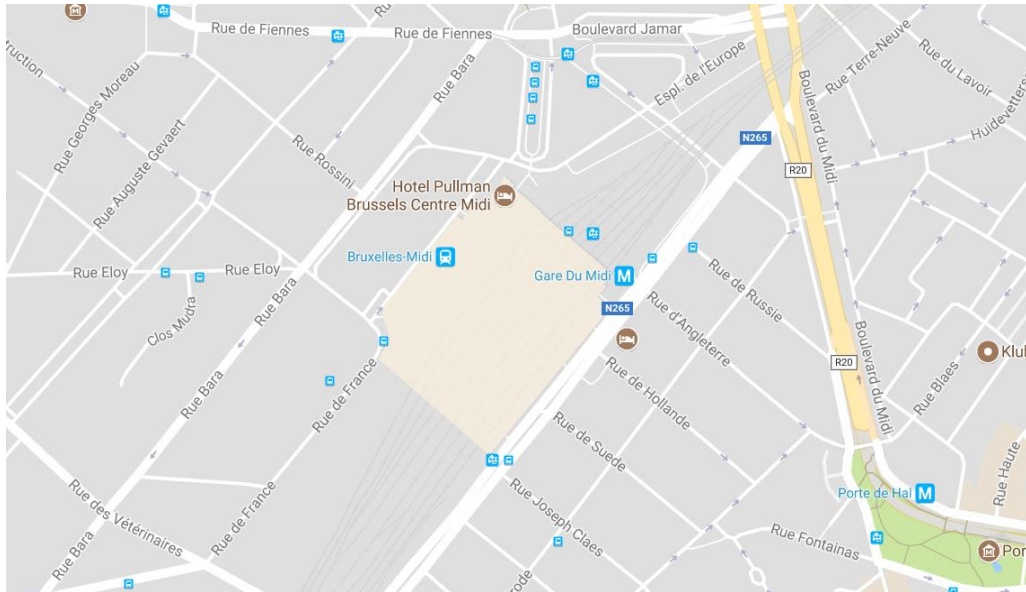 Rue de Fiennes
Rue de Fiennes
Boulevard Jamar
Rue Terre-Neuve
Rue du Lavoir
Rue Georges Moreau
Rue Auguste Gevaert
Rue Bara
Espl. de l'Europe
Boulevard du Midi
Huidevetters
N265
R20
Rue Rossini
Hotel Pullman
Brussels Centre Midi
Bruxelles-Midi
Gare Du Midi
M
Rue Eloy
Rue Eloy
Rue Bara
Clos Mudra
N265
Rue de Russie
Rue d'Angleterre
Rue de Hollande
R20
Boulevard du Midi
Klu
Rue Blaes
Rue Bara
Rue de France
Rue de Suede
Rue Haute
Porte de Hal
M
Rue Joseph Claes
Rue des Vétérinaires
Rue de France
Rue Bara
Rue Fontainas
Por